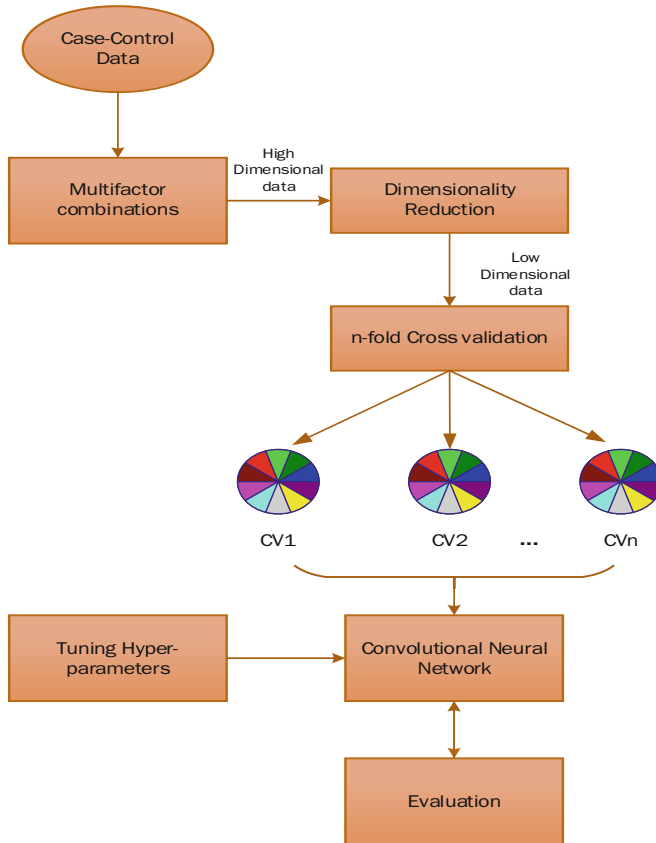 Case-Control
Data
Multifactor
combinations
High
Dimensional
data
Dimensionality
Reduction
Low
Dimensional
data
n-fold Cross validation
CV1
CV2
...
CVn
Tuning Hyper-
parameters
Convolutional Neural
Network
Evaluation